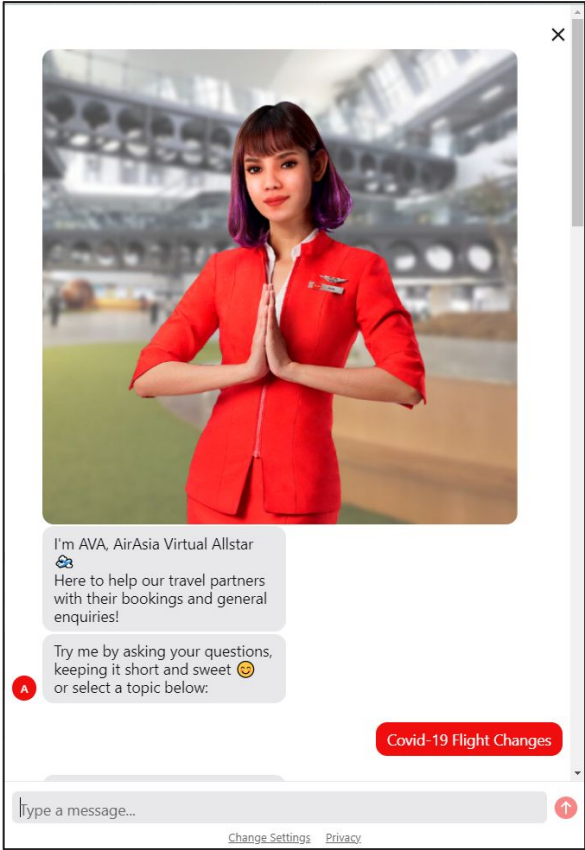 I'm AVA, AirAsia Virtual Allstar
Here to help our travel partners
with their bookings and general
enquiries!
Try me by asking your questions,
keeping it short and sweet 😊
or select a topic below:
A
Covid-19 Flight Changes
Type a message...
Change Settings Privacy